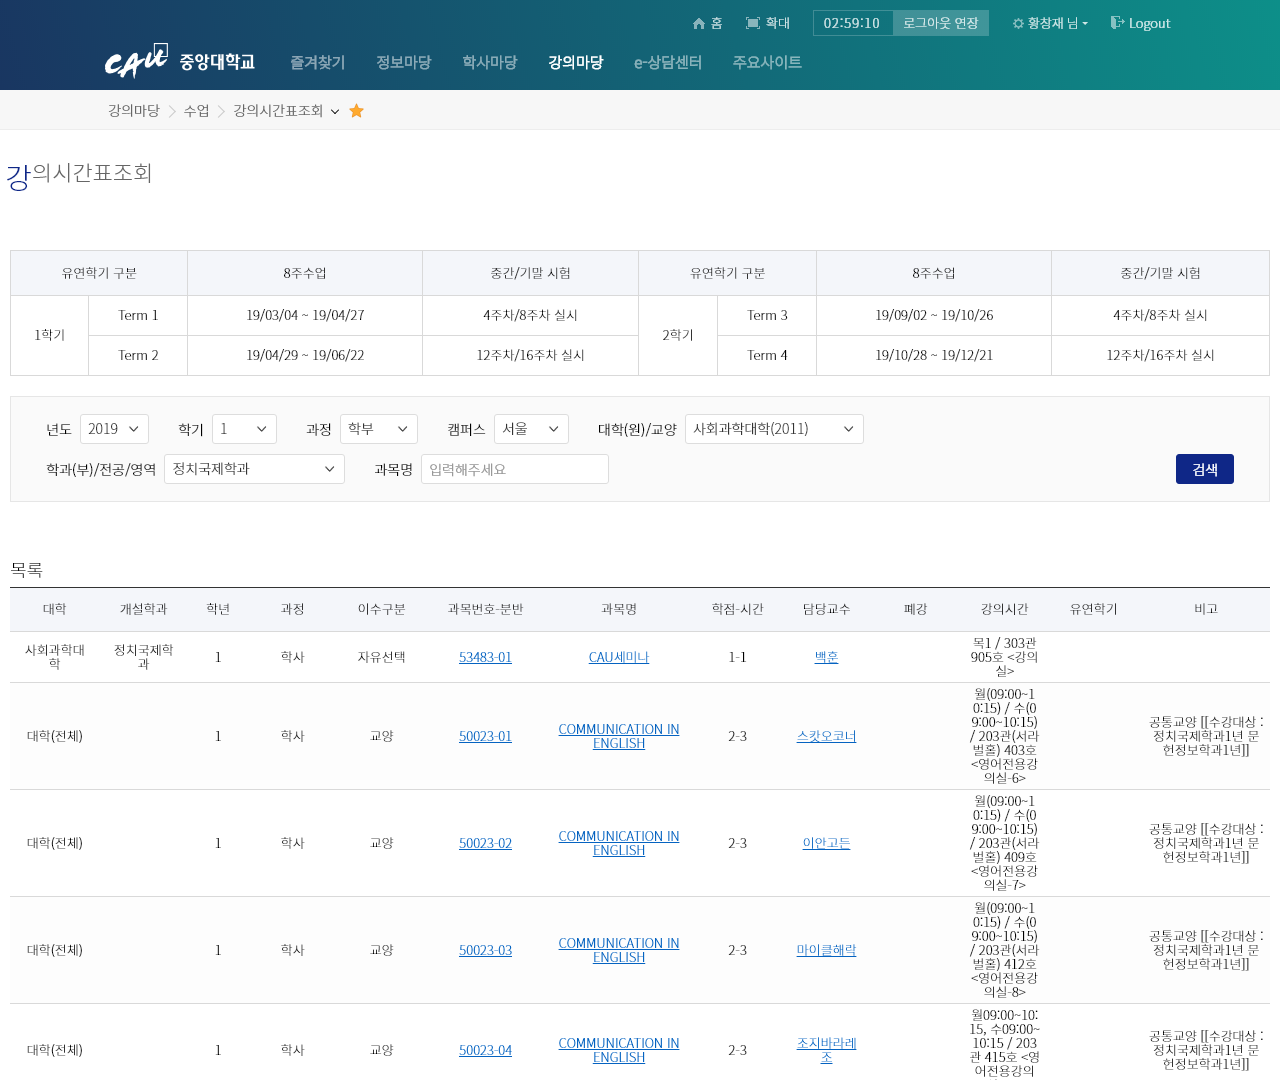 홈 확대 02:59:10 로그아웃 연장 황창재 님 Logout
CAU 중앙대학교 즐겨찾기 정보마당 학사마당 강의마당 e-상담센터 주요사이트
강의마당 수업 강의시간표조회
강의시간표조회
유연학기 구분 8주수업 중간/기말 시험 유연학기 구분 8주수업 중간/기말 시험
1학기 Term 1 19/03/04 ~ 19/04/27 4주차/8주차 실시 2학기 Term 3 19/09/02 ~ 19/10/26 4주차/8주차 실시
Term 2 19/04/29 ~ 19/06/22 12주차/16주차 실시 Term 4 19/10/28 ~ 19/12/21 12주차/16주차 실시
년도 2019 학기 1 과정 학부 캠퍼스 서울 대학(원)/교양 사회과학대학(2011)
학과(부)/전공/영역 정치국제학과 과목명 입력해주세요 검색
목록
대학 개설학과 학년 과정 이수구분 과목번호-분반 과목명 학점-시간 담당교수 폐강 강의시간 유연학기 비고
사회과학대
학
정치국제학
과
1 학사 자유선택 53483-01 CAU세미나 1-1 백훈
목1 / 303관
905호 <강의
실>
대학(전체) 1 학사 교양 50023-01
COMMUNICATION IN
ENGLISH
2-3 스캇오코너
월(09:00~1
0:15) / 수(0
9:00~10:15)
/ 203관(서라
벌홀) 403호
<영어전용강
의실-6>
공통교양 [[수강대상 :
정치국제학과1년 문
헌정보학과1년]]
대학(전체) 1 학사 교양 50023-02
COMMUNICATION IN
ENGLISH
2-3 이안고든
월(09:00~1
0:15) / 수(0
9:00~10:15)
/ 203관(서라
벌홀) 409호
<영어전용강
의실-7>
공통교양 [[수강대상 :
정치국제학과1년 문
헌정보학과1년]]
대학(전체) 1 학사 교양 50023-03
COMMUNICATION IN
ENGLISH
2-3 마이클해락
월(09:00~1
0:15) / 수(0
9:00~10:15)
/ 203관(서라
벌홀) 412호
<영어전용강
의실-8>
공통교양 [[수강대상 :
정치국제학과1년 문
헌정보학과1년]]
대학(전체) 1 학사 교양 50023-04
COMMUNICATION IN
ENGLISH
2-3
조지바라레
조
월09:00~10:
15, 수09:00~
10:15 / 203
관 415호 <영
어전용강의
공통교양 [[수강대상 :
정치국제학과1년 문
헌정보학과1년]]